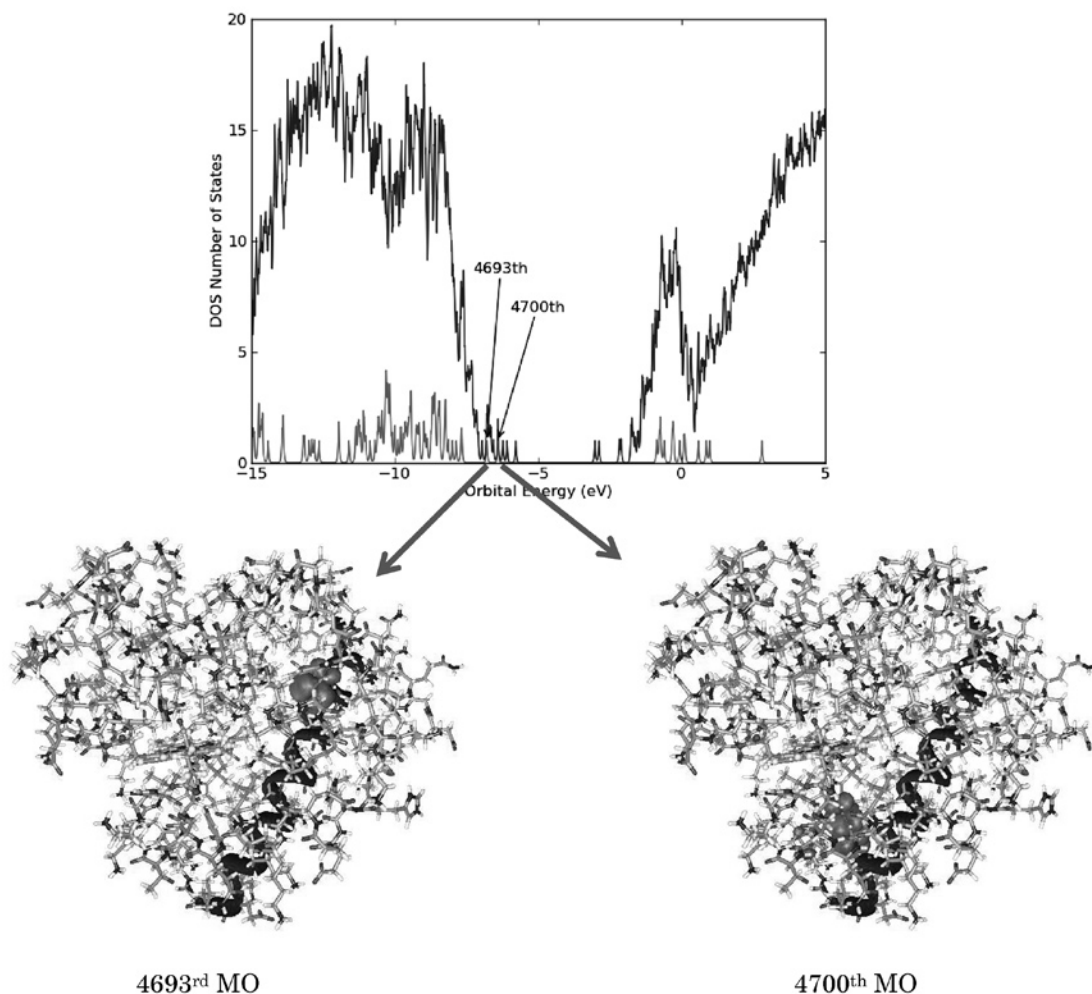 20
15
10
5
0
DOS Number of States
4693th
4700th
−15
−10
−5
0
5
Orbital Energy (eV)
4693rd MO
4700th MO